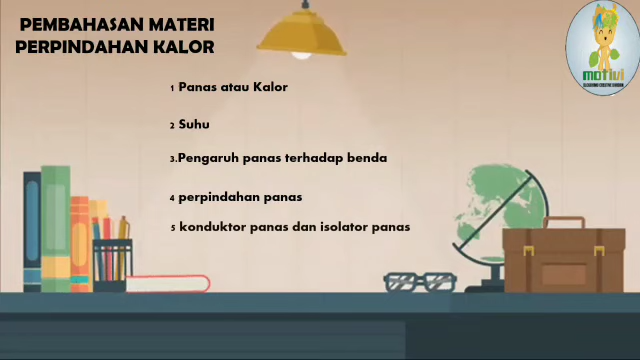 PEMBAHASAN MATERI
PERPINDAHAN KALOR
1 Panas atau Kalor
2 Suhu
3.Pengaruh panas terhadap benda
4 perpindahan panas
5 konduktor panas dan isolator panas
motivi